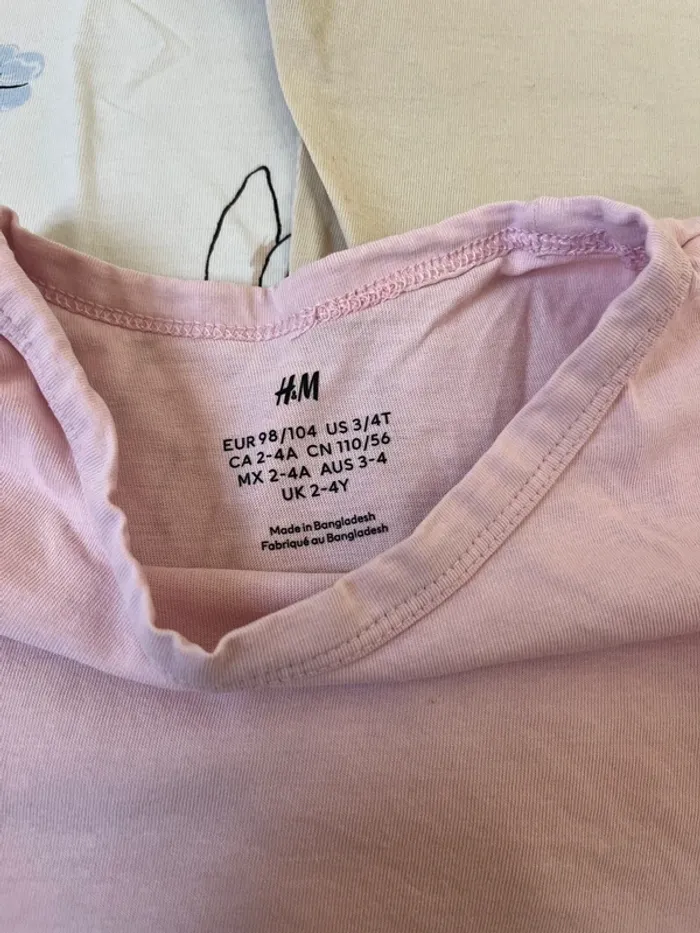 H&M
EUR 98/104 US 3/4T
CA 2-4A CN 110/56
MX 2-4A AUS 3-4
UK 2-4Y
Made in Bangladesh
Fabriqué au Bangladesh